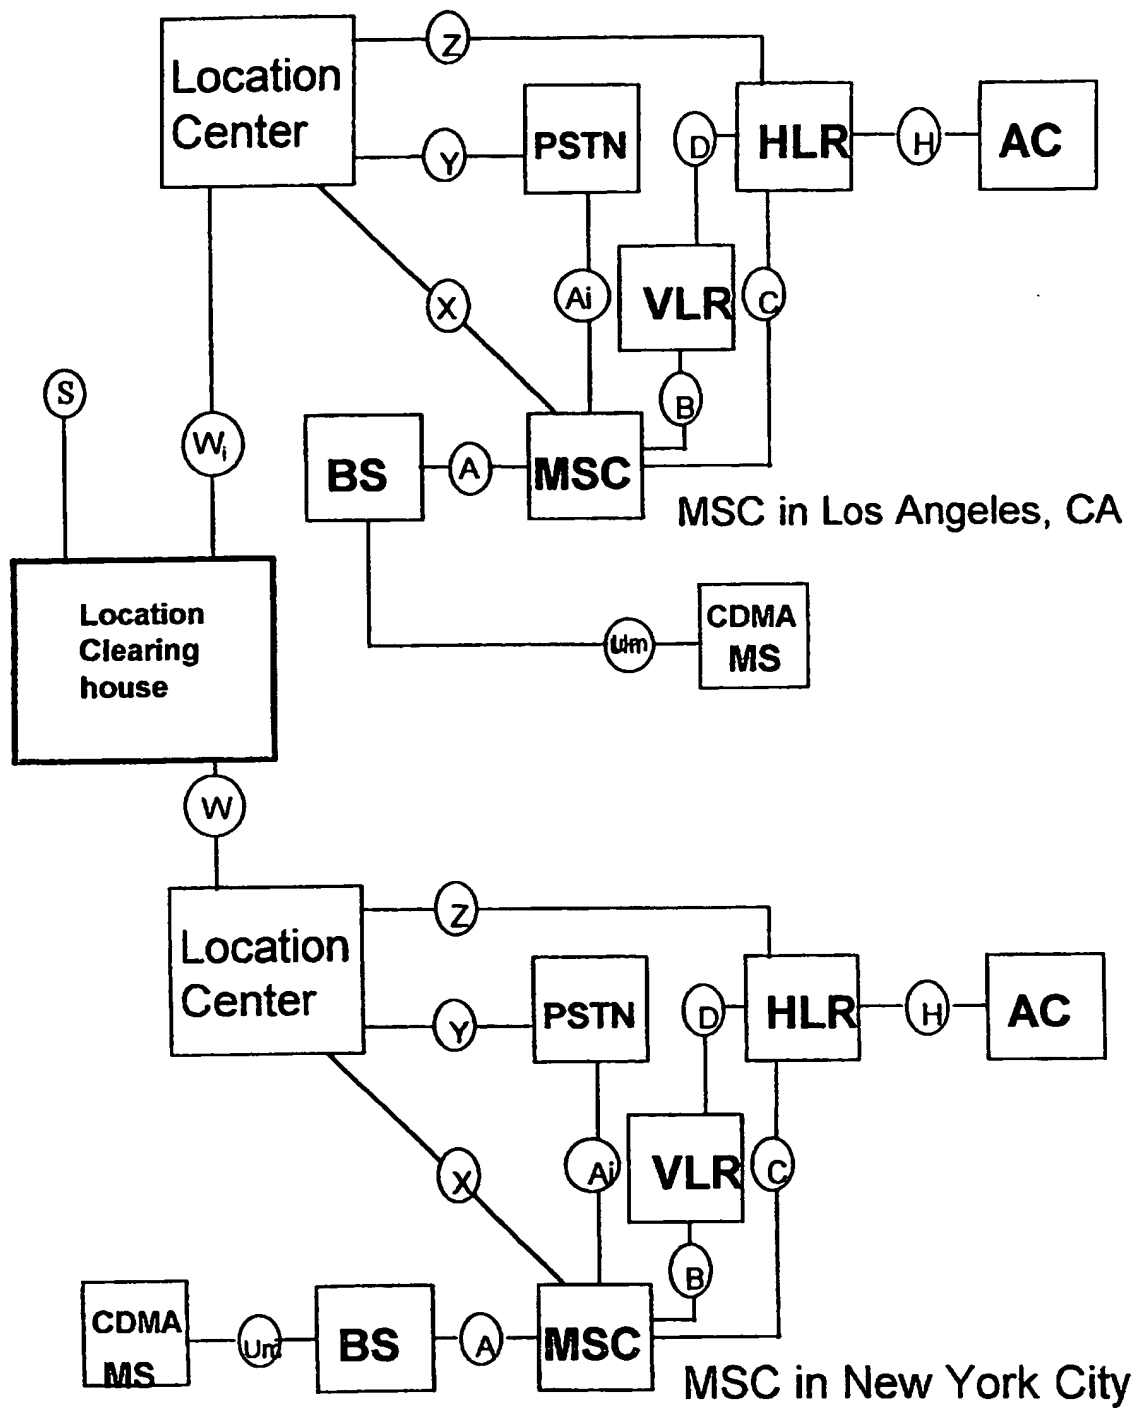 Z
Location
Center
PSTN
D
HLR
H
AC
Y
VLR
X
Ai
C
S
B
Wi
BS
A
MSC
MSC in Los Angeles, CA
Location
Clearing
house
Um
CDMA
MS
W
Z
Location
Center
PSTN
D
HLR
H
AC
Y
VLR
X
Ai
C
B
CDMA
MS
Um
BS
A
MSC
MSC in New York City